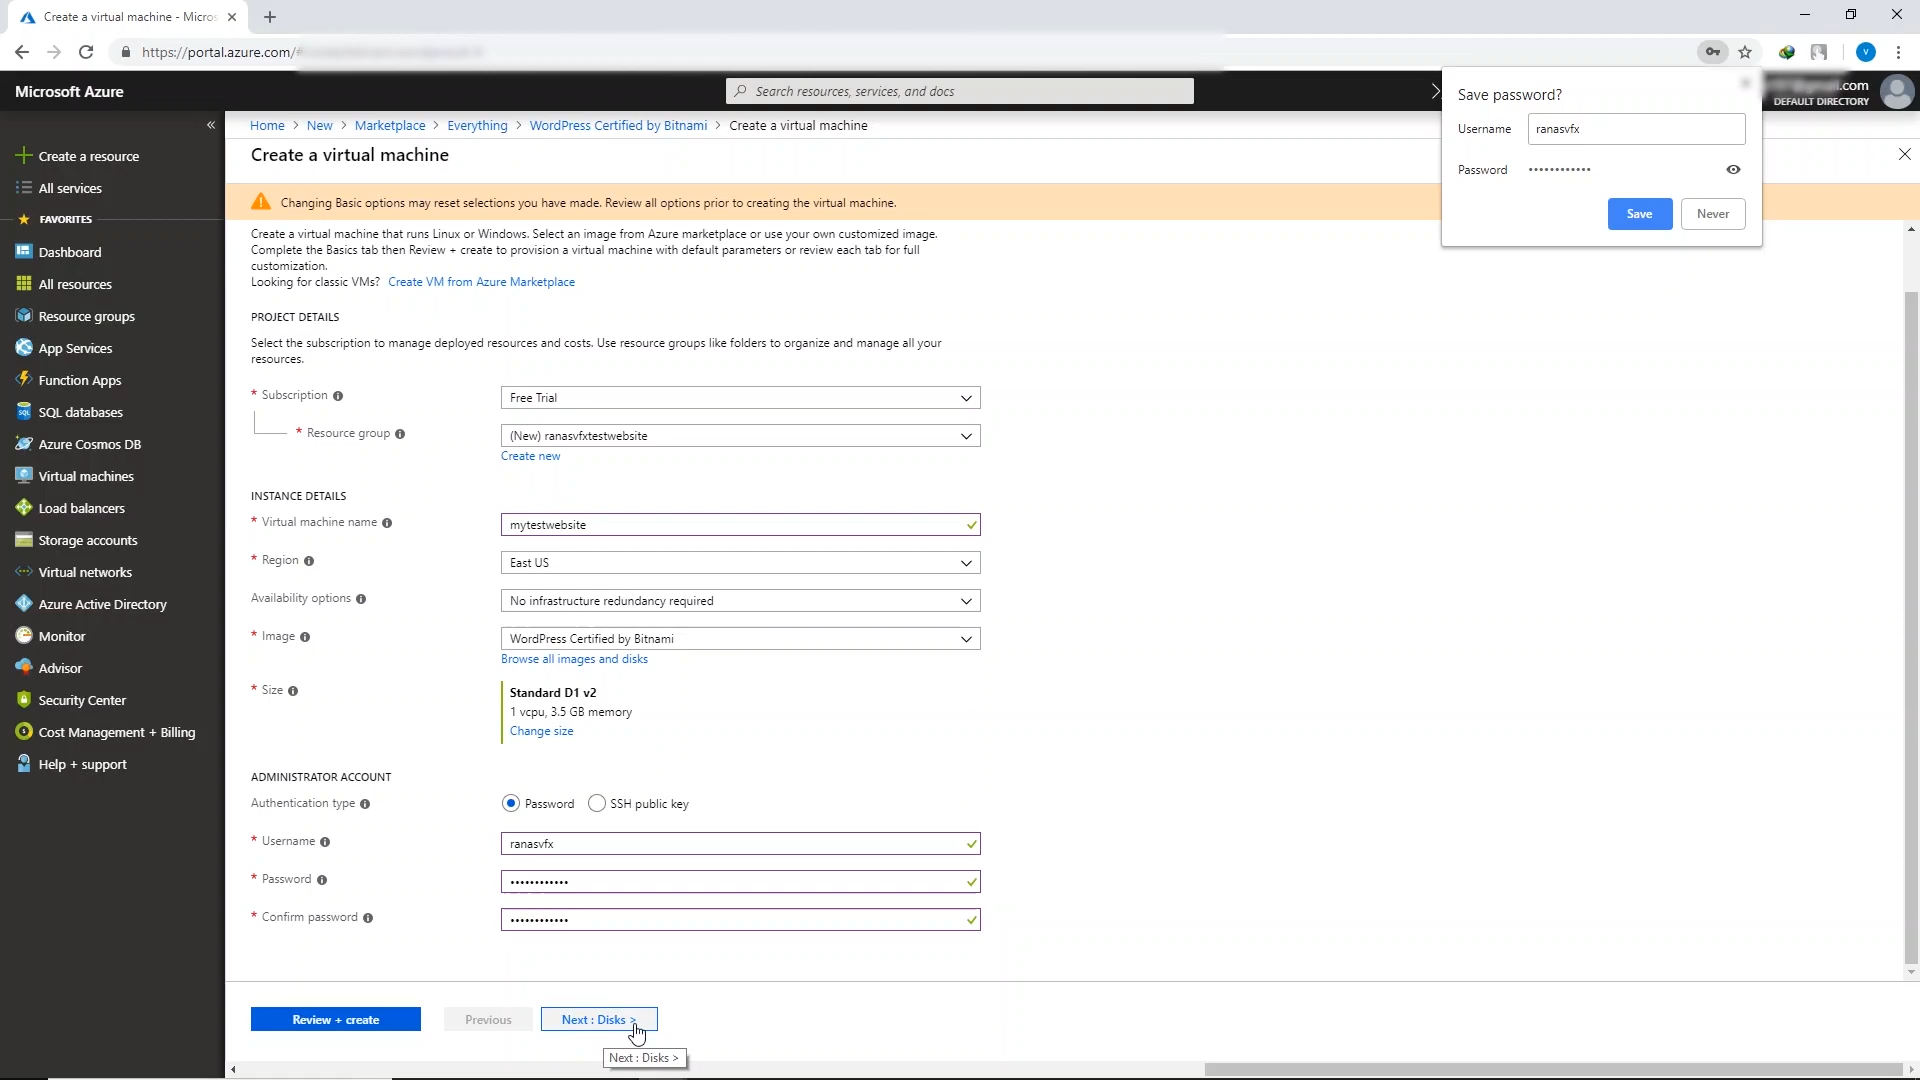 Create a virtual machine - Micros
https://portal.azure.com/#
Microsoft Azure
Search resources, services, and docs
.com
DEFAULT DIRECTORY
V
Save password?
Username ranasvfx
Password ••••••••••••
Save Never
Create a resource
All services
FAVORITES
Dashboard
All resources
Resource groups
App Services
Function Apps
SQL databases
Azure Cosmos DB
Virtual machines
Load balancers
Storage accounts
Virtual networks
Azure Active Directory
Monitor
Advisor
Security Center
Cost Management + Billing
Help + support
Home > New > Marketplace > Everything > WordPress Certified by Bitnami > Create a virtual machine
Create a virtual machine
Changing Basic options may reset selections you have made. Review all options prior to creating the virtual machine.
Create a virtual machine that runs Linux or Windows. Select an image from Azure marketplace or use your own customized image.
Complete the Basics tab then Review + create to provision a virtual machine with default parameters or review each tab for full
customization.
Looking for classic VMs? Create VM from Azure Marketplace
PROJECT DETAILS
Select the subscription to manage deployed resources and costs. Use resource groups like folders to organize and manage all your
resources.
* Subscription Free Trial
* Resource group (New) ranasvfxtestwebsite
Create new
INSTANCE DETAILS
* Virtual machine name mytestwebsite
* Region East US
Availability options No infrastructure redundancy required
* Image WordPress Certified by Bitnami
Browse all images and disks
* Size Standard D1 v2
1 vcpu, 3.5 GB memory
Change size
ADMINISTRATOR ACCOUNT
Authentication type Password SSH public key
* Username ranasvfx
* Password ••••••••••••
* Confirm password ••••••••••••
Review + create Previous Next : Disks >
Next : Disks >